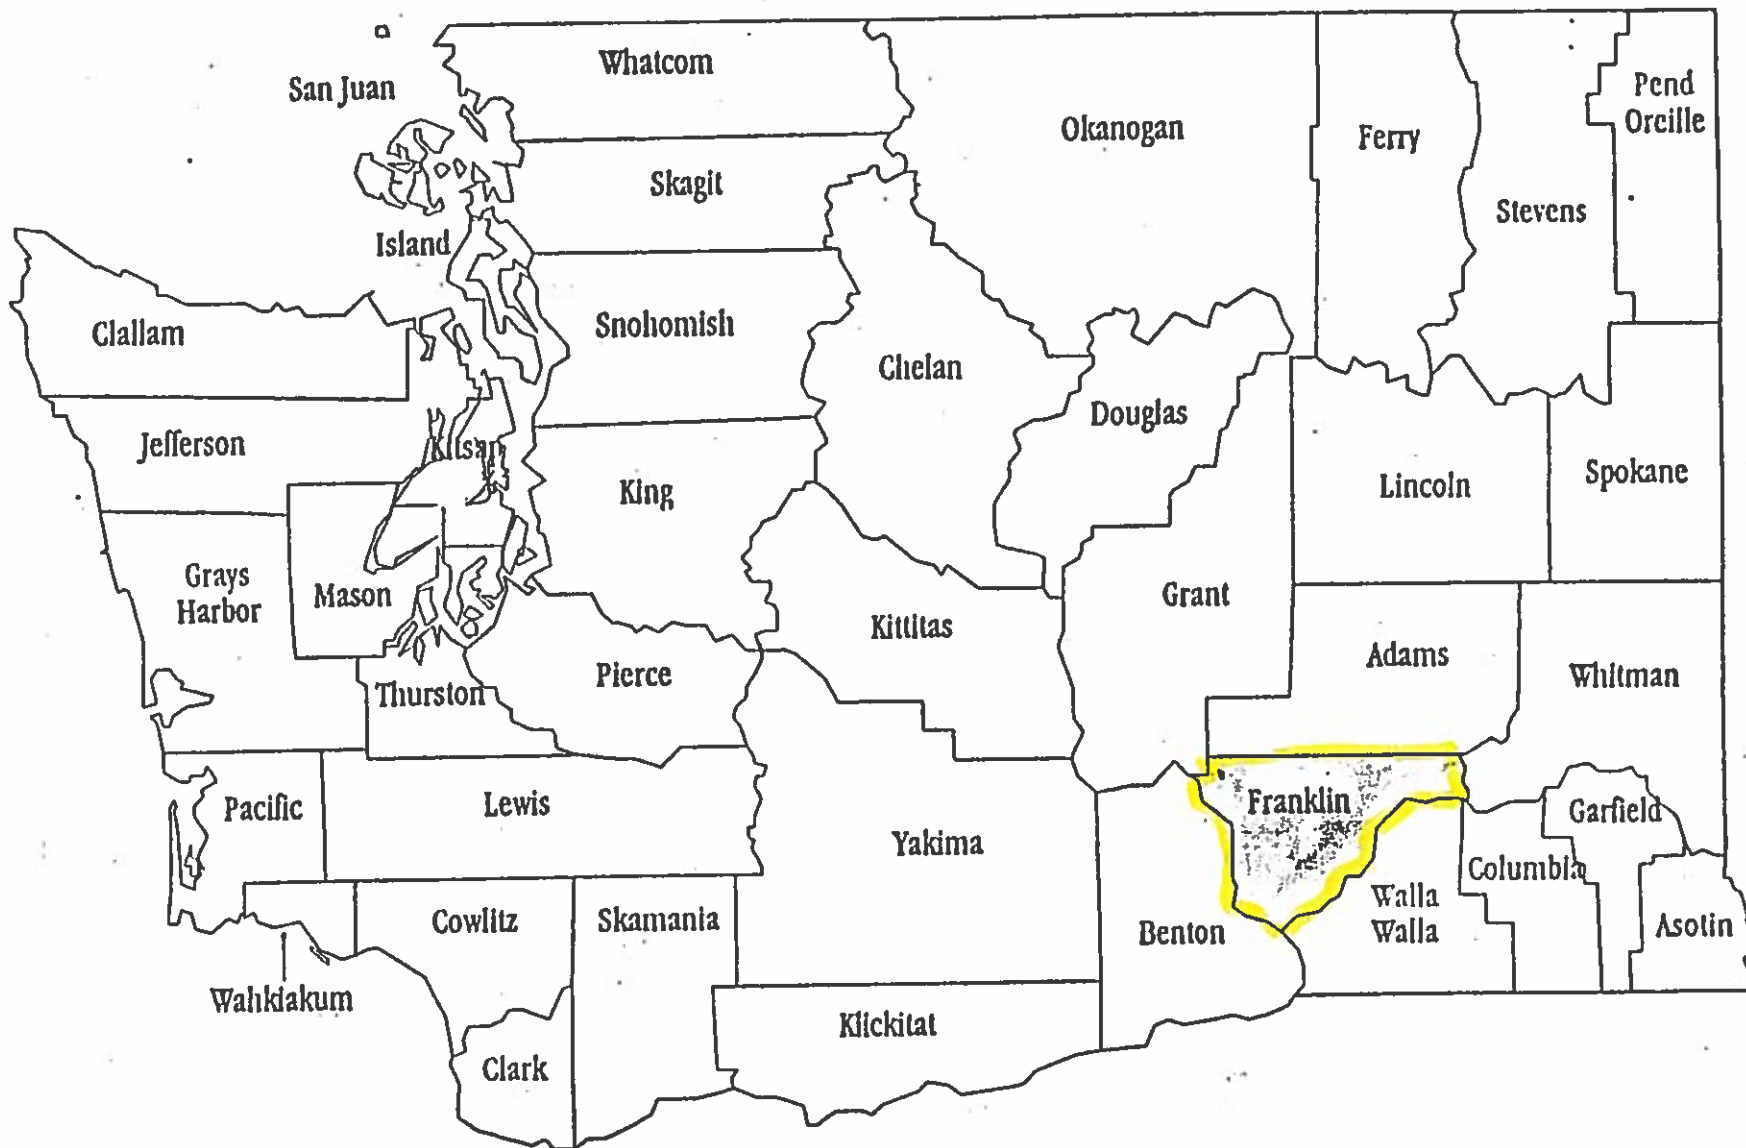 Whatcom
San Juan
Okanogan
Ferry
Pend
Oreille
Skagit
Stevens
Island
Snohomish
Clallam
Chelan
Douglas
Jefferson
Kitsap
King
Lincoln
Spokane
Grays
Harbor
Mason
Grant
Kittitas
Adams
Whitman
Pierce
Thurston
Pacific
Lewis
Franklin
Garfield
Yakima
Columbia
Walla
Walla
Cowlitz
Skamania
Benton
Asotin
Wahkiakum
Klickitat
Clark